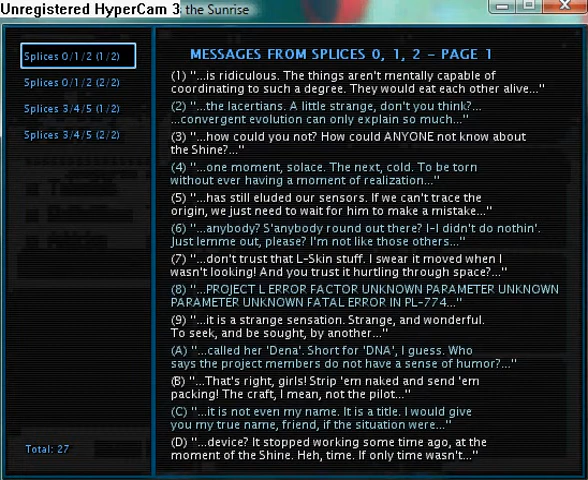 Unregistered HyperCam 3 the Sunrise
Splices 0/1/2 (1/2)
Splices 0/1/2 (2/2)
Splices 3/4/5 (1/2)
Splices 3/4/5 (2/2)
Total: 27
MESSAGES FROM SPLICES 0, 1, 2 – PAGE 1
(1) "...is ridiculous. The things aren't mentally capable of
coordinating to such a degree. They would eat each other alive..."
(2) "...the lacertians. A little strange, don't you think?...
...convergent evolution can only explain so much..."
(3) "...how could you not? How could ANYONE not know about
the Shine?..."
(4) "...one moment, solace. The next, cold. To be torn
without ever having a moment of realization..."
(5) "...has still eluded our sensors. If we can't trace the
origin, we just need to wait for him to make a mistake..."
(6) "...anybody? S'anybody round out there? I-I didn't do nothin'.
Just lemme out, please? I'm not like those others..."
(7) "...don't trust that L-Skin stuff. I swear it moved when I
wasn't looking! And you trust it hurtling through space?..."
(8) "...PROJECT L ERROR FACTOR UNKNOWN PARAMETER UNKNOWN
PARAMETER UNKNOWN FATAL ERROR IN PL-774..."
(9) "...it is a strange sensation. Strange, and wonderful.
To seek, and be sought, by another..."
(A) "...called her 'Dena'. Short for 'DNA', I guess. Who
says the project members do not have a sense of humor?..."
(B) "...That's right, girls! Strip 'em naked and send 'em
packing! The craft, I mean, not the pilot..."
(C) "...it is not even my name. It is a title. I would give
you my true name, friend, if the situation were..."
(D) "...device? It stopped working some time ago, at the
moment of the Shine. Heh, time. If only time wasn't..."